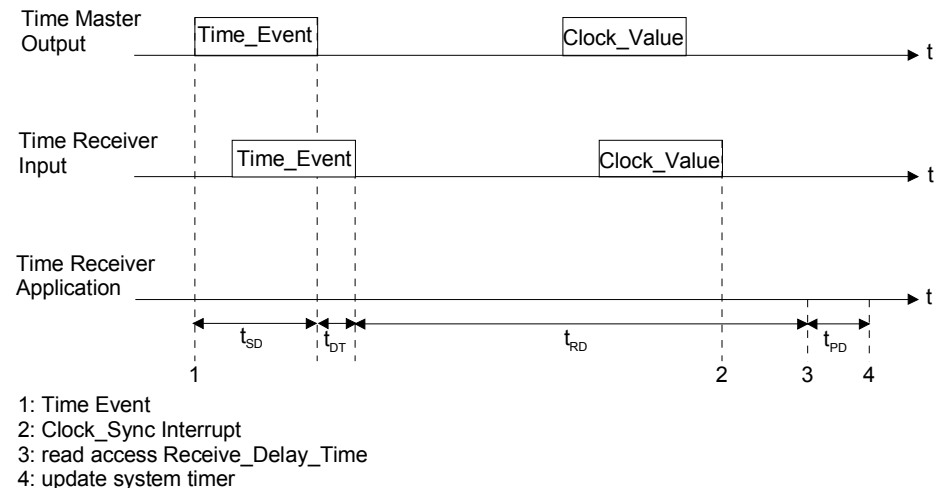 Time Master
Output
Time_Event
Clock_Value
t
Time Receiver
Input
Time_Event
Clock_Value
t
Time Receiver
Application
t
tSD
tDT
tRD
tPD
1
2
3
4
1: Time Event
2: Clock_Sync Interrupt
3: read access Receive_Delay_Time
4: update system timer